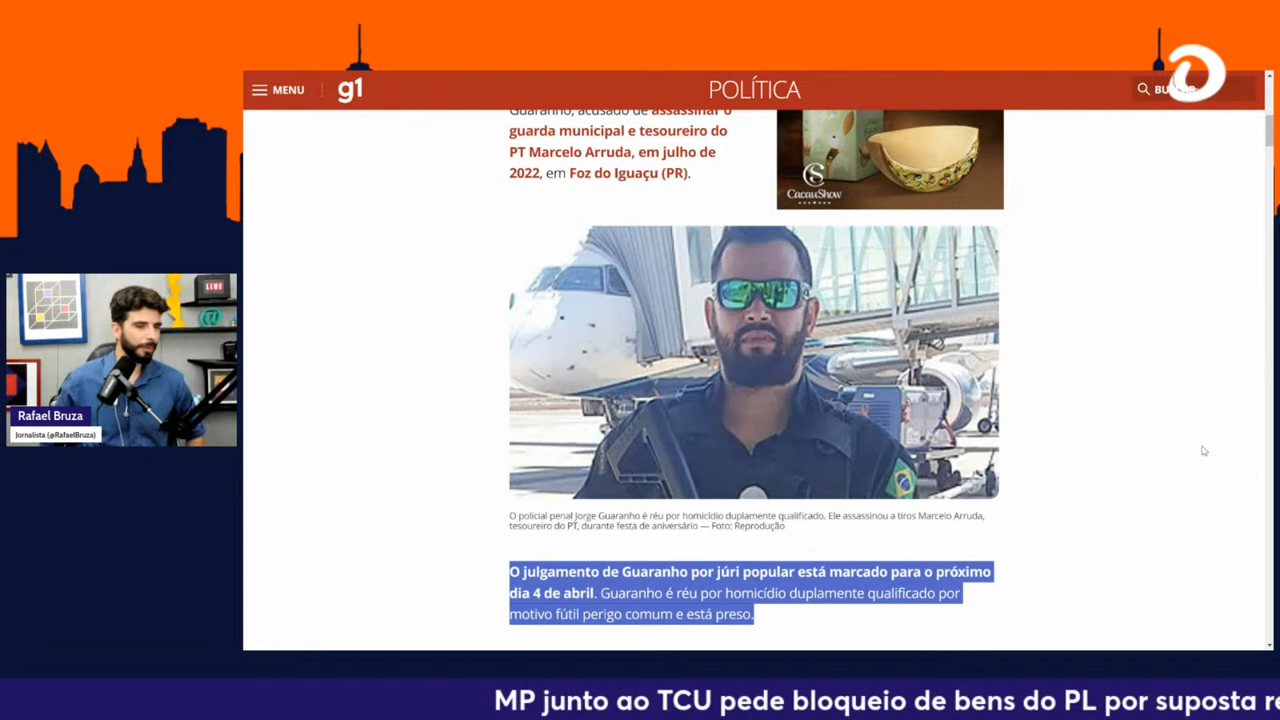 MENU
g1
POLÍTICA
Guaranho, acusado de assassinar o
guarda municipal e tesoureiro do
PT Marcelo Arruda, em julho de
2022, em Foz do Iguaçu (PR).
CS
CacauShow
LIVE
Rafael Bruza
Jornalista (@RafaelBruza)
O policial penal Jorge Guaranho é réu por homicídio duplamente qualificado. Ele assassinou a tiros Marcelo Arruda,
tesoureiro do PT, durante festa de aniversário — Foto: Reprodução
O julgamento de Guaranho por júri popular está marcado para o próximo
dia 4 de abril. Guaranho é réu por homicídio duplamente qualificado por
motivo fútil perigo comum e está preso.
MP junto ao TCU pede bloqueio de bens do PL por suposta